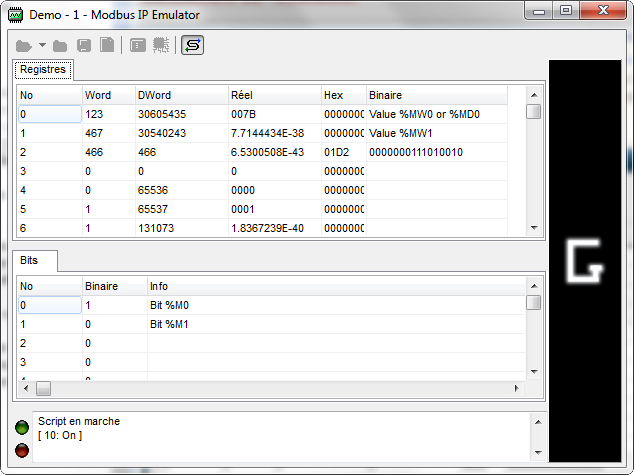 Demo - 1 - Modbus IP Emulator
Registres
No Word DWord Réel Hex Binaire
0 123 30605435 007B 0000000 Value %MW0 or %MD0
1 467 30540243 7.7144434E-38 0000000 Value %MW1
2 466 466 6.5300508E-43 01D2 0000000111010010
3 0 0 0 0000000
4 0 65536 0000 0000000
5 1 65537 0001 0000000
6 1 131073 1.8367239E-40 0000000
Bits
No Binaire Info
0 1 Bit %M0
1 0 Bit %M1
2 0
3 0
Script en marche
[ 10: On ]
G